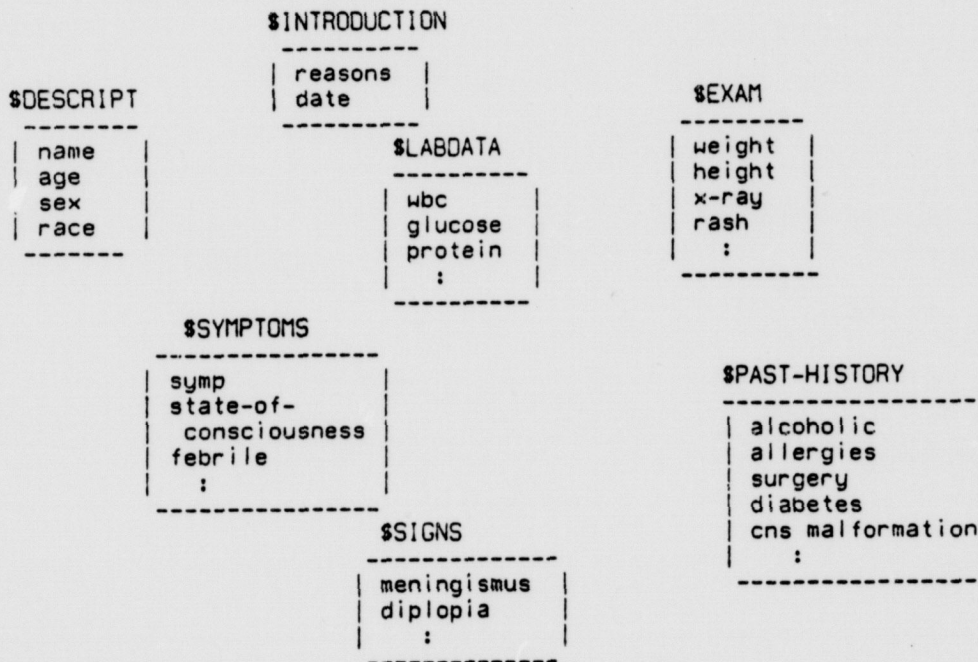 $INTRODUCTION
reasons
date
$DESCRIPT
name
age
sex
race
$EXAM
weight
height
x-ray
rash
:
$LABDATA
wbc
glucose
protein
:
$SYMPTOMS
symp
state-of-
consciousness
febrile
:
$PAST-HISTORY
alcoholic
allergies
surgery
diabetes
cns malformation
:
$SIGNS
meningismus
diplopia
: